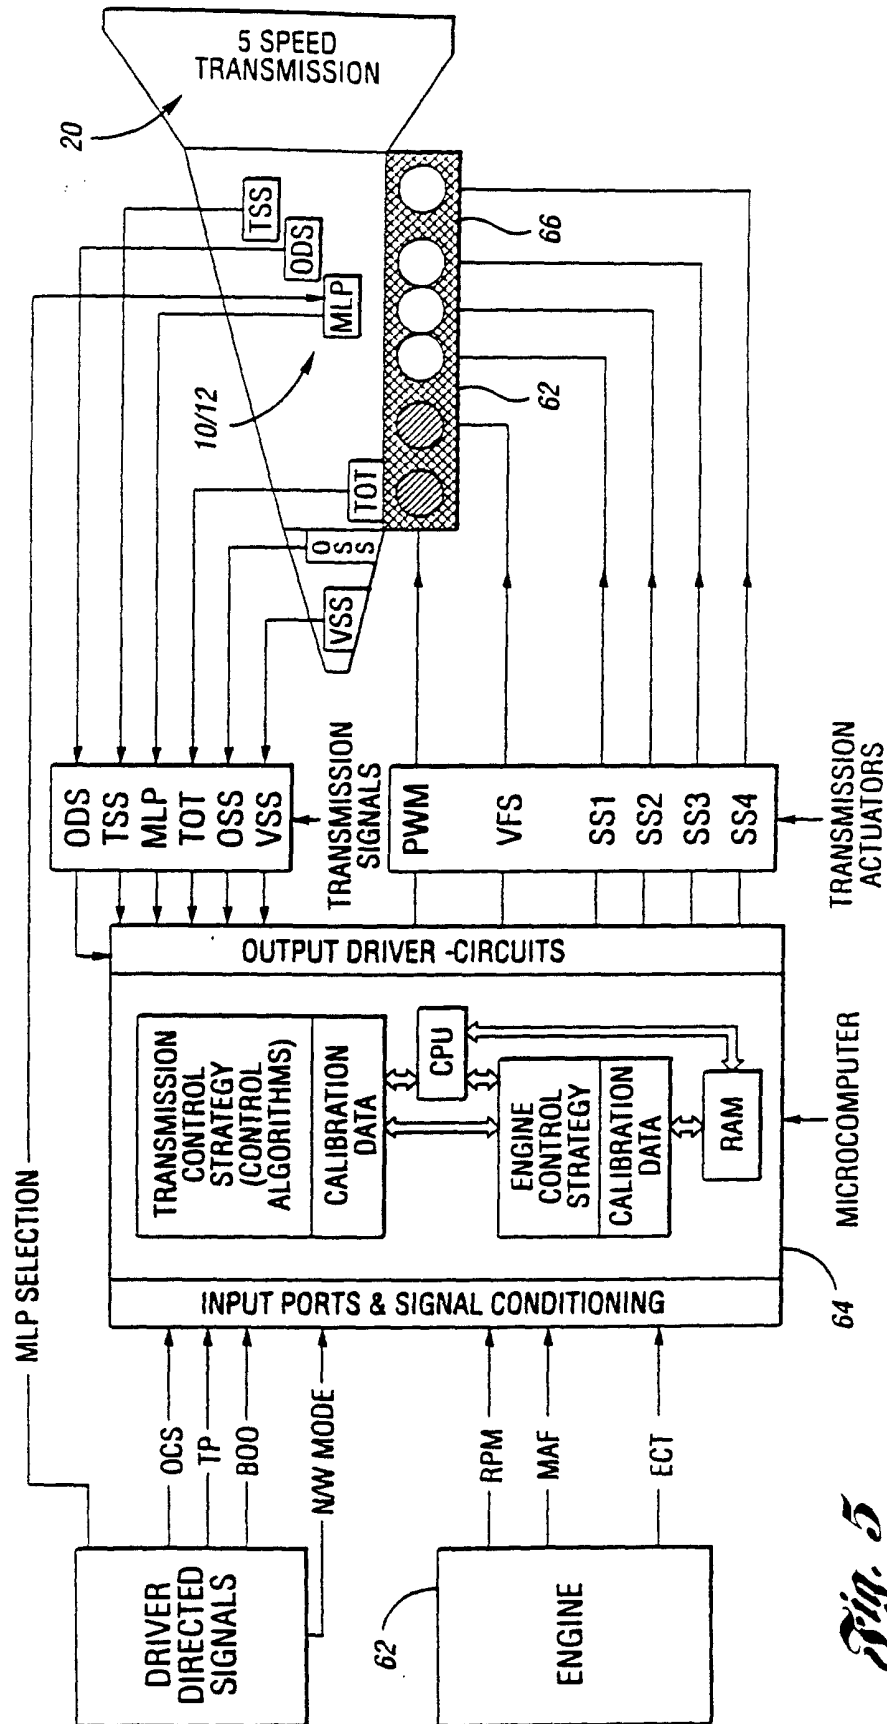 MLP SELECTION
DRIVER
DIRECTED
SIGNALS
OCS
TP
BOO
N/W MODE
62
ENGINE
RPM
MAF
ECT
INPUT PORTS & SIGNAL CONDITIONING
TRANSMISSION
CONTROL
STRATEGY
(CONTROL
ALGORITHMS)
CALIBRATION
DATA
CPU
ENGINE
CONTROL
STRATEGY
CALIBRATION
DATA
RAM
OUTPUT DRIVER -CIRCUITS
64
MICROCOMPUTER
ODS
TSS
MLP
TOT
OSS
VSS
TRANSMISSION
SIGNALS
PWM
VFS
SS1
SS2
SS3
SS4
TRANSMISSION
ACTUATORS
VSS
OSS
TOT
10/12
MLP
ODS
TSS
20
5 SPEED
TRANSMISSION
62
66
Fig. 5